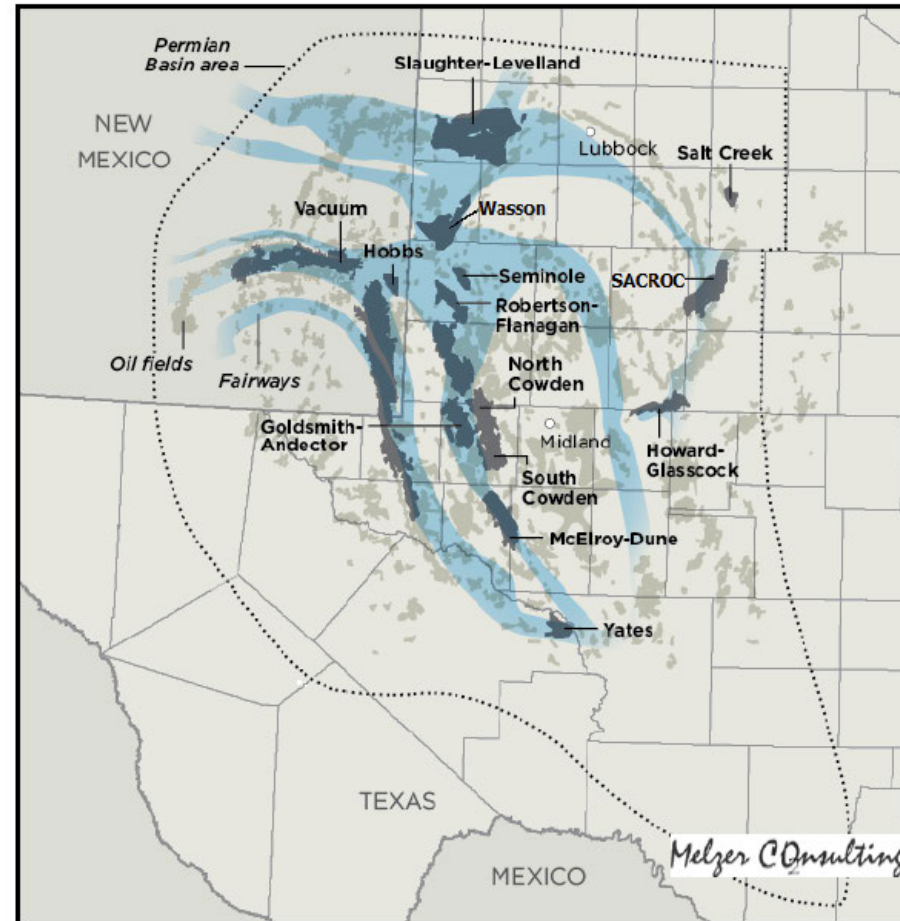 Permian
Basin area
Slaughter-Levelland
NEW
MEXICO
Lubbock
Salt Creek
Vacuum
Wasson
Hobbs
Seminole
SACROC
Robertson-
Flanagan
Oil fields
Fairways
North
Cowden
Goldsmith-
Andector
Midland
Howard-
Glasscock
South
Cowden
McElroy-Dune
Yates
TEXAS
MEXICO
Melzer COnsulting
2